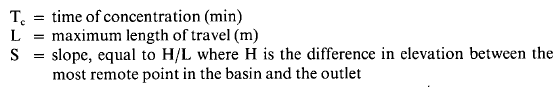 T_c = time of concentration (min)
L = maximum length of travel (m)
S = slope, equal to H/L where H is the difference in elevation between the
most remote point in the basin and the outlet